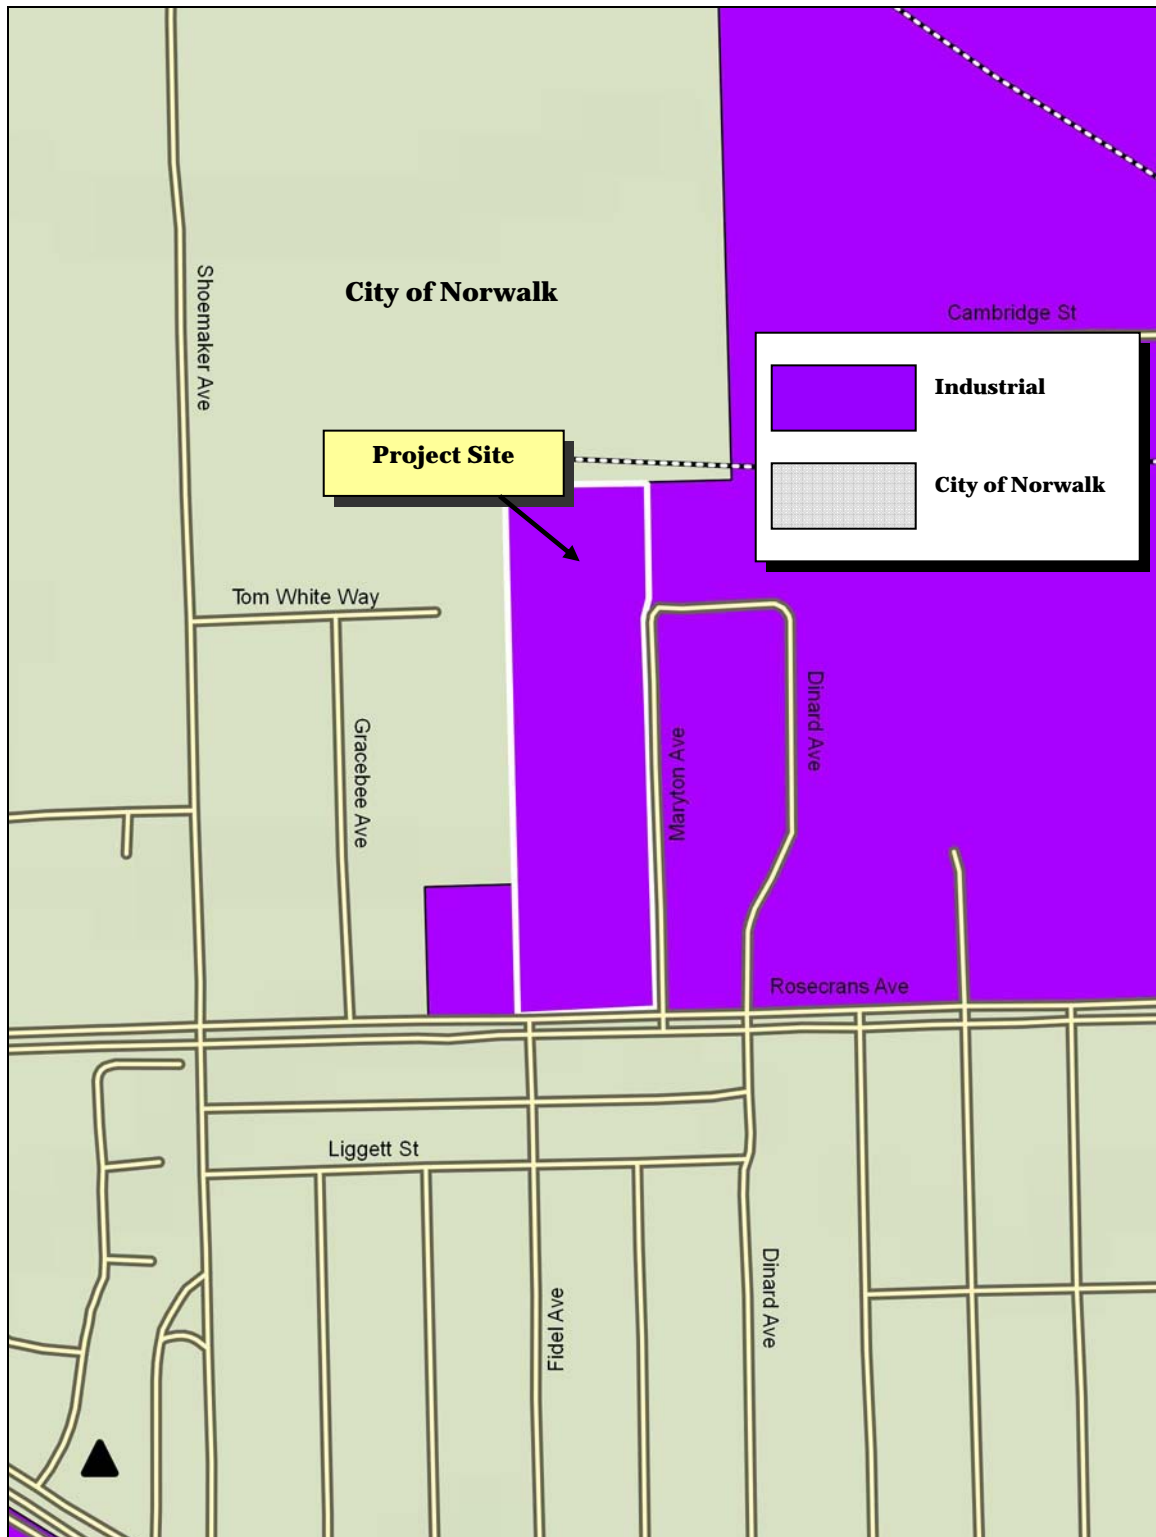 Shoemaker Ave
City of Norwalk
Cambridge St
Industrial
Project Site
City of Norwalk
Tom White Way
Gracebee Ave
Maryton Ave
Dinard Ave
Rosecrans Ave
Liggett St
Fidel Ave
Dinard Ave